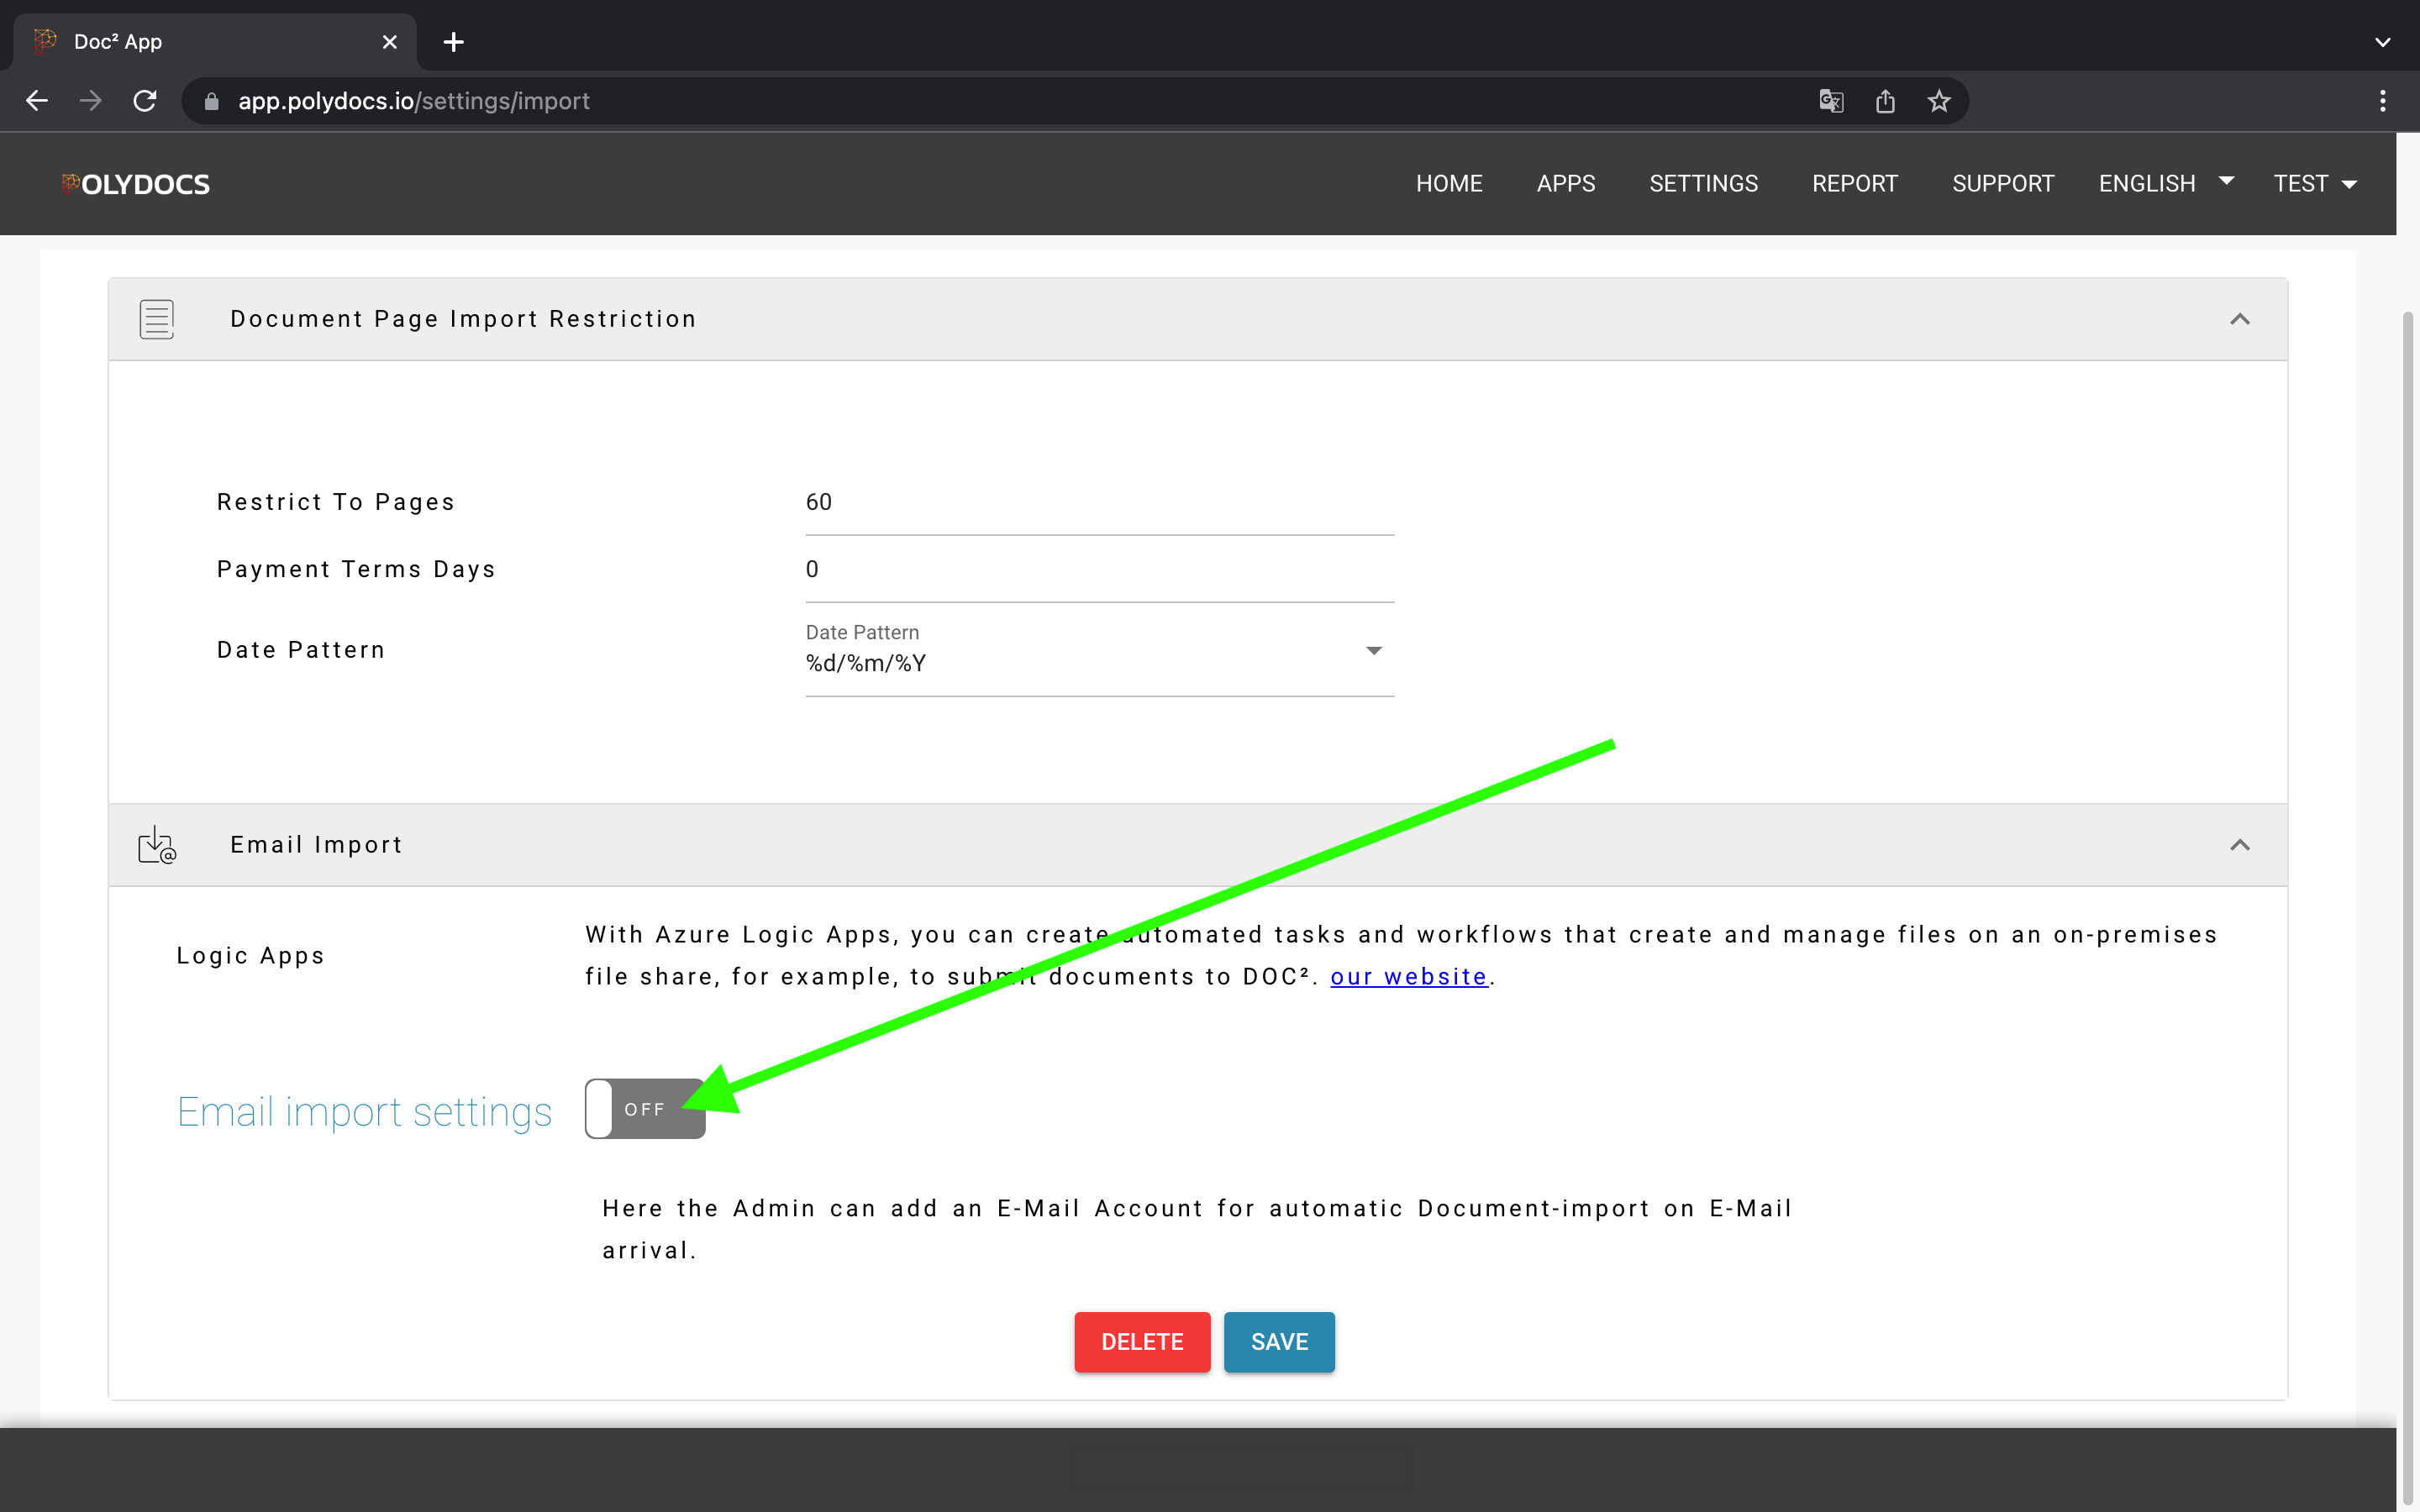 Doc² App
app.polydocs.io/settings/import
POLYDOCS
HOME APPS SETTINGS REPORT SUPPORT ENGLISH TEST
Document Page Import Restriction
Restrict To Pages 60
Payment Terms Days 0
Date Pattern
Date Pattern
%d/%m/%Y
Email Import
Logic Apps
With Azure Logic Apps, you can create automated tasks and workflows that create and manage files on an on-premises
file share, for example, to submit documents to DOC². our website.
Email import settings OFF
Here the Admin can add an E-Mail Account for automatic Document-import on E-Mail
arrival.
DELETE SAVE